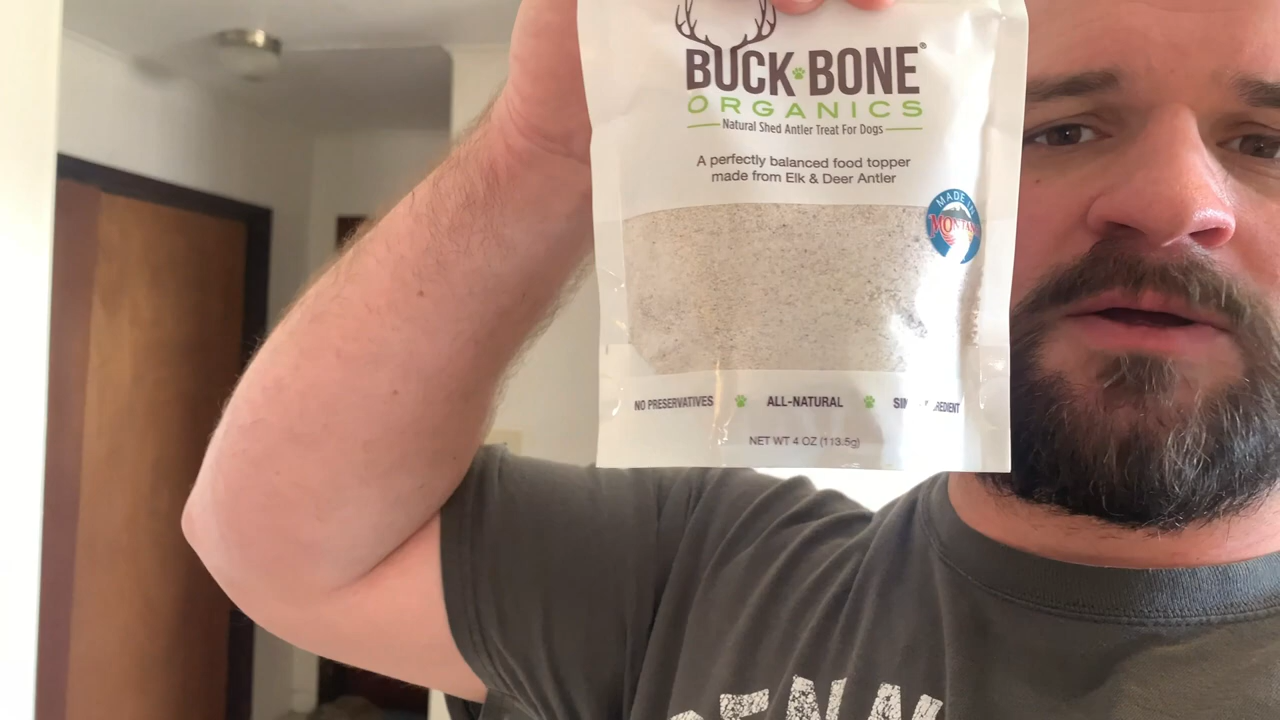 BUCK BONE®
ORGANICS
Natural Shed Antler Treat For Dogs
A perfectly balanced food topper
made from Elk & Deer Antler
MADE IN
NO PRESERVATIVES ALL-NATURAL
NET WT 4 OZ (113.5g)